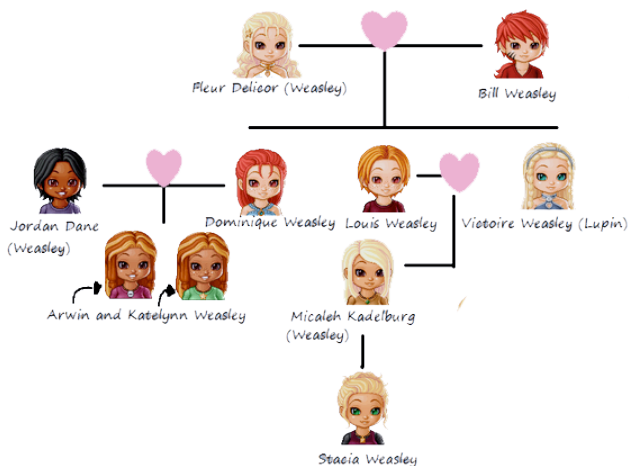 Fleur Delicor (Weasley)
Bill Weasley
Jordan Dane
(Weasley)
Dominique Weasley
Louis Weasley
Victoire Weasley (Lupin)
Arwin and Katelynn Weasley
Micaleh Kadelburg
(Weasley)
Stacia Weasley